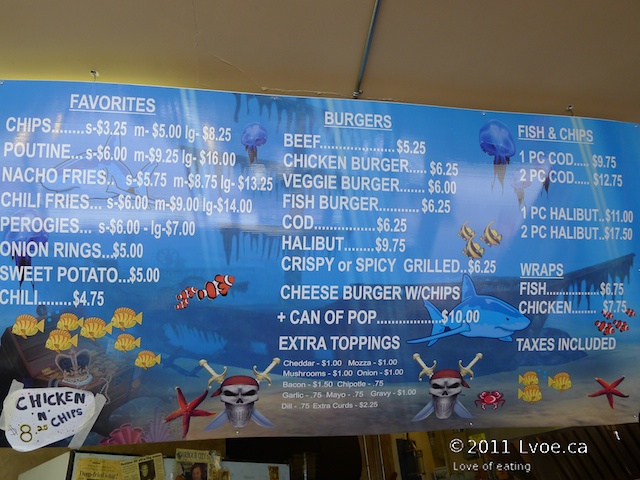 FAVORITES
CHIPS........s-$3.25 m- $5.00 lg- $8.25
POUTINE... s-$6.00 m-$9.25 lg- $16.00
NACHO FRIES... s-$5.75 m-$8.75 lg-$13.25
CHILI FRIES... s-$6.00 m-$9.00 lg-$14.00
PEROGIES... s-$6.00 - lg-$7.00
ONION RINGS...$5.00
SWEET POTATO...$5.00
CHILI........$4.75
CHICKEN
'N'
CHIPS
$8.25
BURGERS
BEEF....................$5.25
CHICKEN BURGER..... $6.25
VEGGIE BURGER....... $6.00
FISH BURGER........... $6.25
COD................$6.25
HALIBUT........$9.75
CRISPY or SPICY GRILLED..$6.25
CHEESE BURGER W/CHIPS
+ CAN OF POP.................$10.00
EXTRA TOPPINGS
Cheddar - $1.00 Mozza - $1.00
Mushrooms - $1.00 Onion - $1.00
Bacon - $1.50 Chipotle - .75
Garlic - .75 Mayo - .75 Gravy - $1.00
Dill - .75 Extra Curds - $2.25
FISH & CHIPS
1 PC COD..... $9.75
2 PC COD..... $12.75
1 PC HALIBUT..$11.00
2 PC HALIBUT..$17.50
WRAPS
FISH..............$6.75
CHICKEN....... $7.75
TAXES INCLUDED
© 2011 Lvoe.ca
Love of eating